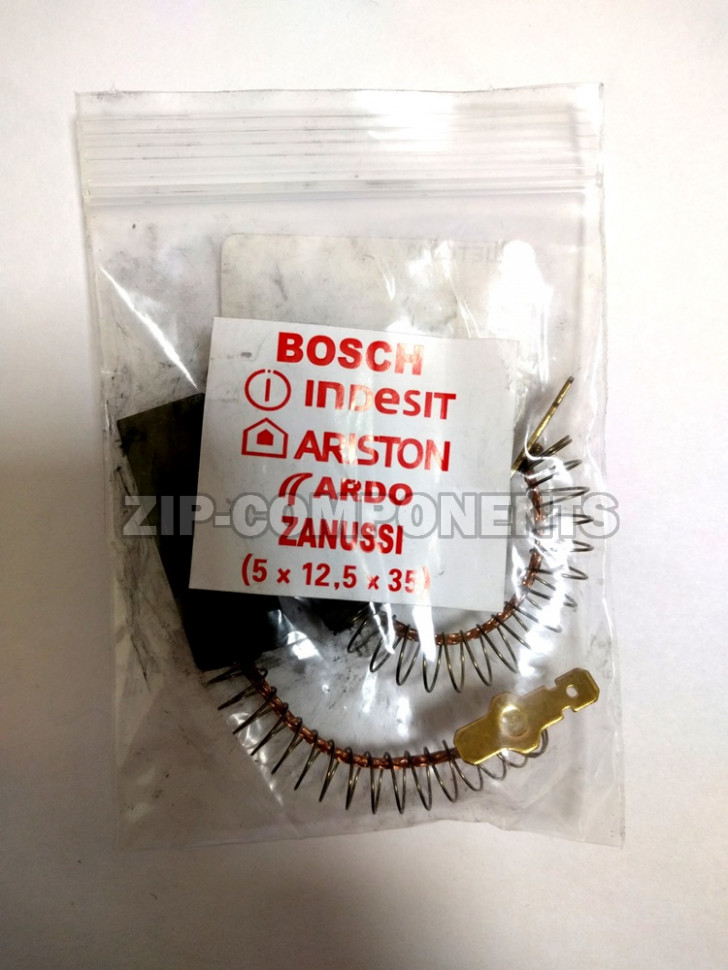 BOSCH
indesit
ARISTON
ARDO
ZIP-COMPONENTS
ZANUSSI
(5 x 12,5 x 35)